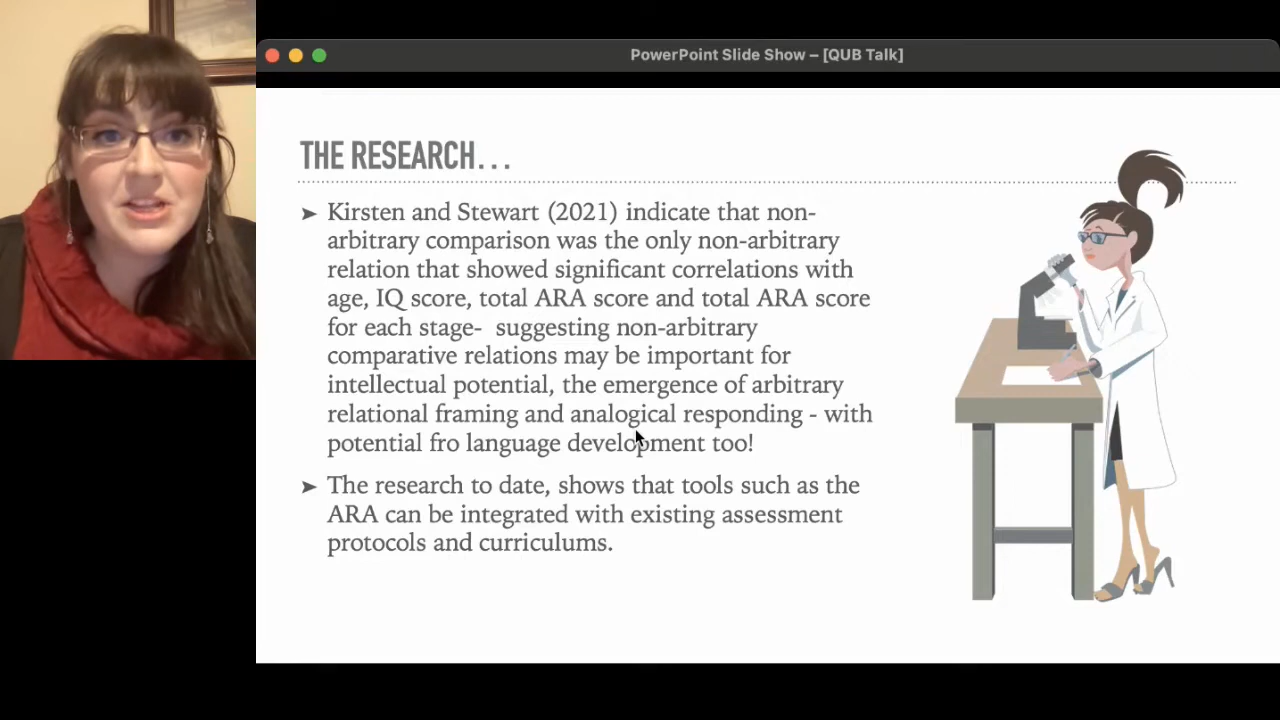 PowerPoint Slide Show – [QUB Talk]
THE RESEARCH...
➤ Kirsten and Stewart (2021) indicate that non-
arbitrary comparison was the only non-arbitrary
relation that showed significant correlations with
age, IQ score, total ARA score and total ARA score
for each stage- suggesting non-arbitrary
comparative relations may be important for
intellectual potential, the emergence of arbitrary
relational framing and analogical responding - with
potential fro language development too!
➤ The research to date, shows that tools such as the
ARA can be integrated with existing assessment
protocols and curriculums.